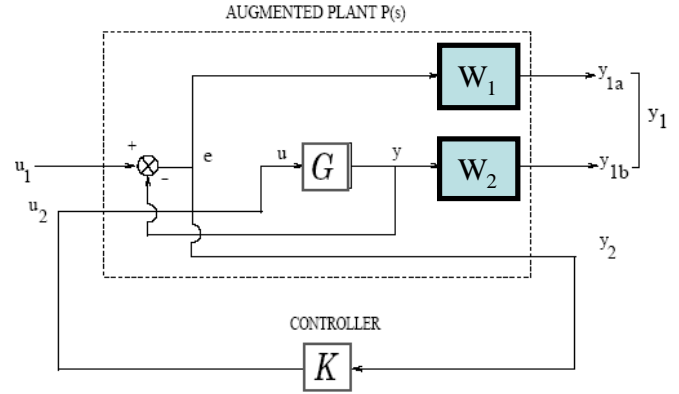 AUGMENTED PLANT P(s)
W1
y1a
y1
+
u1
e
u
G
y
W2
y1b
-
u2
y2
CONTROLLER
K